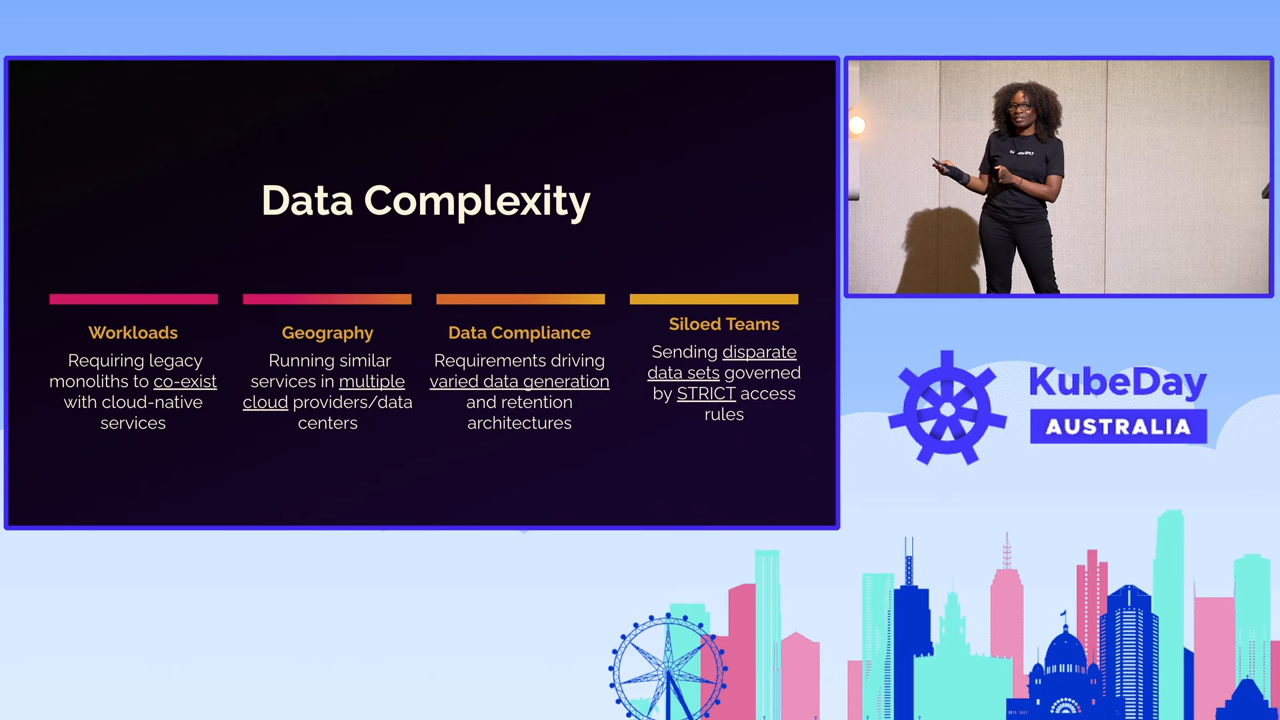 Data Complexity
Workloads
Requiring legacy
monoliths to co-exist
with cloud-native
services
Geography
Running similar
services in multiple
cloud providers/data
centers
Data Compliance
Requirements driving
varied data generation
and retention
architectures
Siloed Teams
Sending disparate
data sets governed
by STRICT access
rules
KubeDay
AUSTRALIA